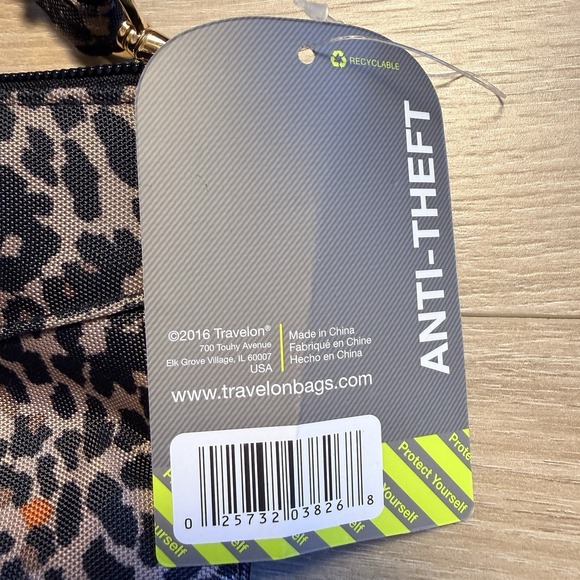 RECYCLABLE
ANTI-THEFT
©2016 Travelon®
700 Touhy Avenue
Elk Grove Village, IL 60007
USA
Made in China
Fabriqué en Chine
Hecho en China
www.travelonbags.com
0 25732 03826 8
Protect Yourself
Protect Yourself
Yourself